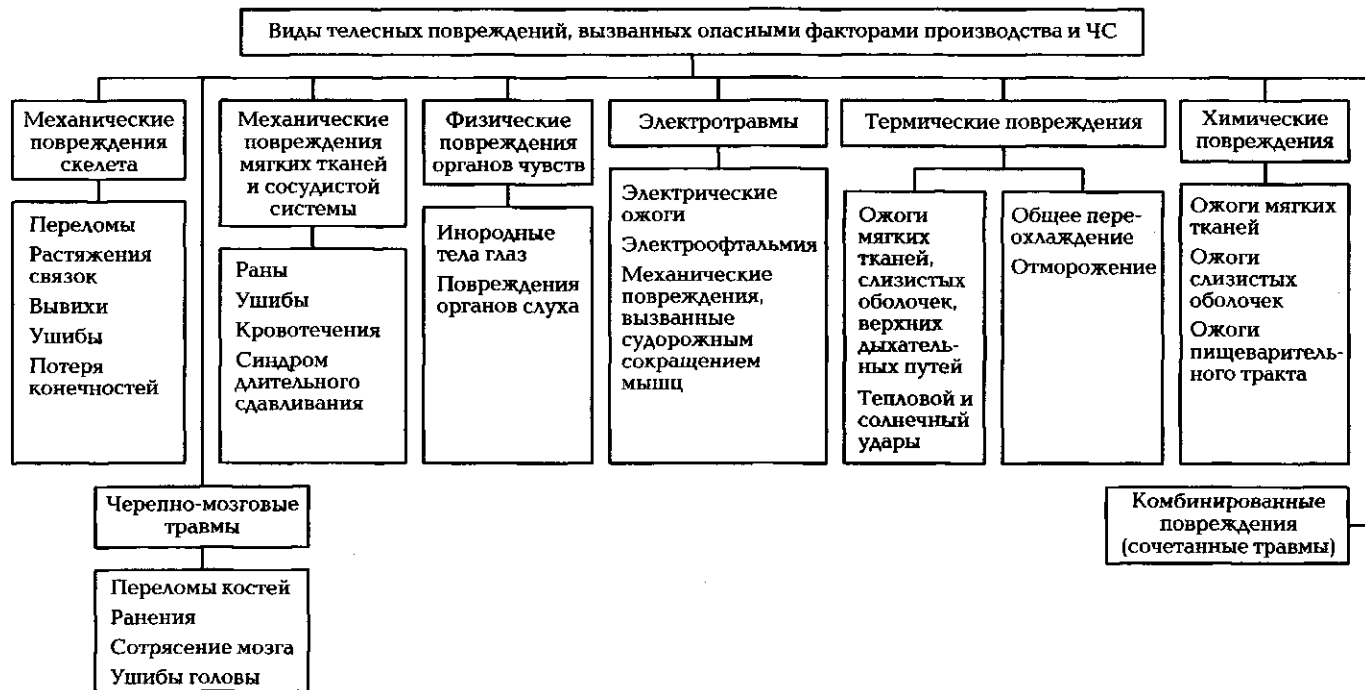 Виды телесных повреждений, вызванных опасными факторами производства и ЧС
Механические
повреждения
скелета
Переломы
Растяжения
связок
Вывихи
Ушибы
Потеря
конечностей
Механические
повреждения
мягких тканей
и сосудистой
системы
Раны
Ушибы
Кровотечения
Синдром
длительного
сдавливания
Физические
повреждения
органов чувств
Инородные
тела глаз
Повреждения
органов слуха
Электротравмы
Электрические
ожоги
Электроофтальмия
Механические
повреждения,
вызванные
судорожным
сокращением
мышц
Термические повреждения
Ожоги
мягких
тканей,
слизистых
оболочек,
верхних
дыхатель-
ных путей
Тепловой и
солнечный
удары
Общее пере-
охлаждение
Отморожение
Химические
повреждения
Ожоги мягких
тканей
Ожоги
слизистых
оболочек
Ожоги
пищеваритель-
ного тракта
Черепно-мозговые
травмы
Переломы костей
Ранения
Сотрясение мозга
Ушибы головы
Комбинированные
повреждения
(сочетанные травмы)